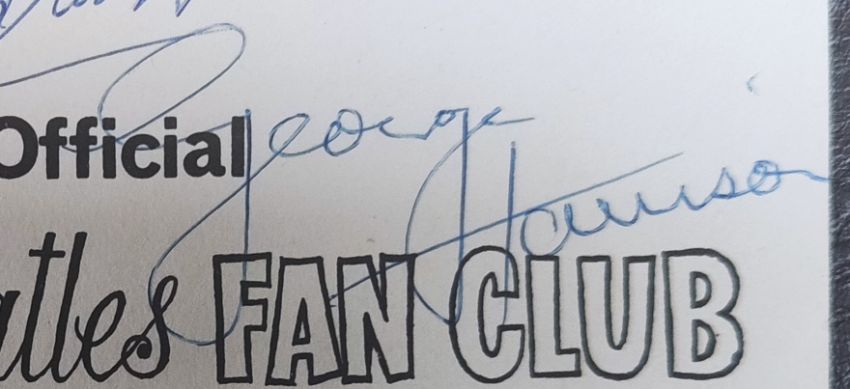 George
Official
Harrison
atles FAN CLUB